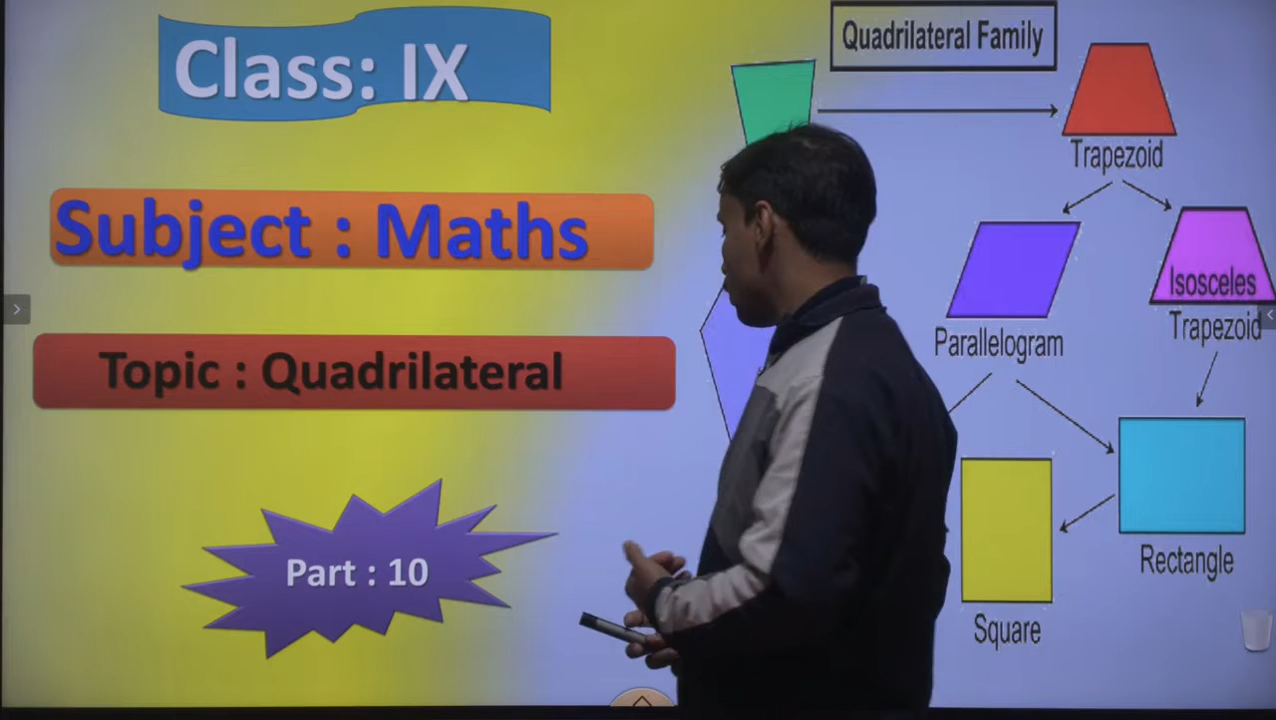 Class: IX
Subject : Maths
Topic : Quadrilateral
Part : 10
Quadrilateral Family
Trapezoid
Parallelogram
Isosceles
Trapezoid
Rectangle
Square